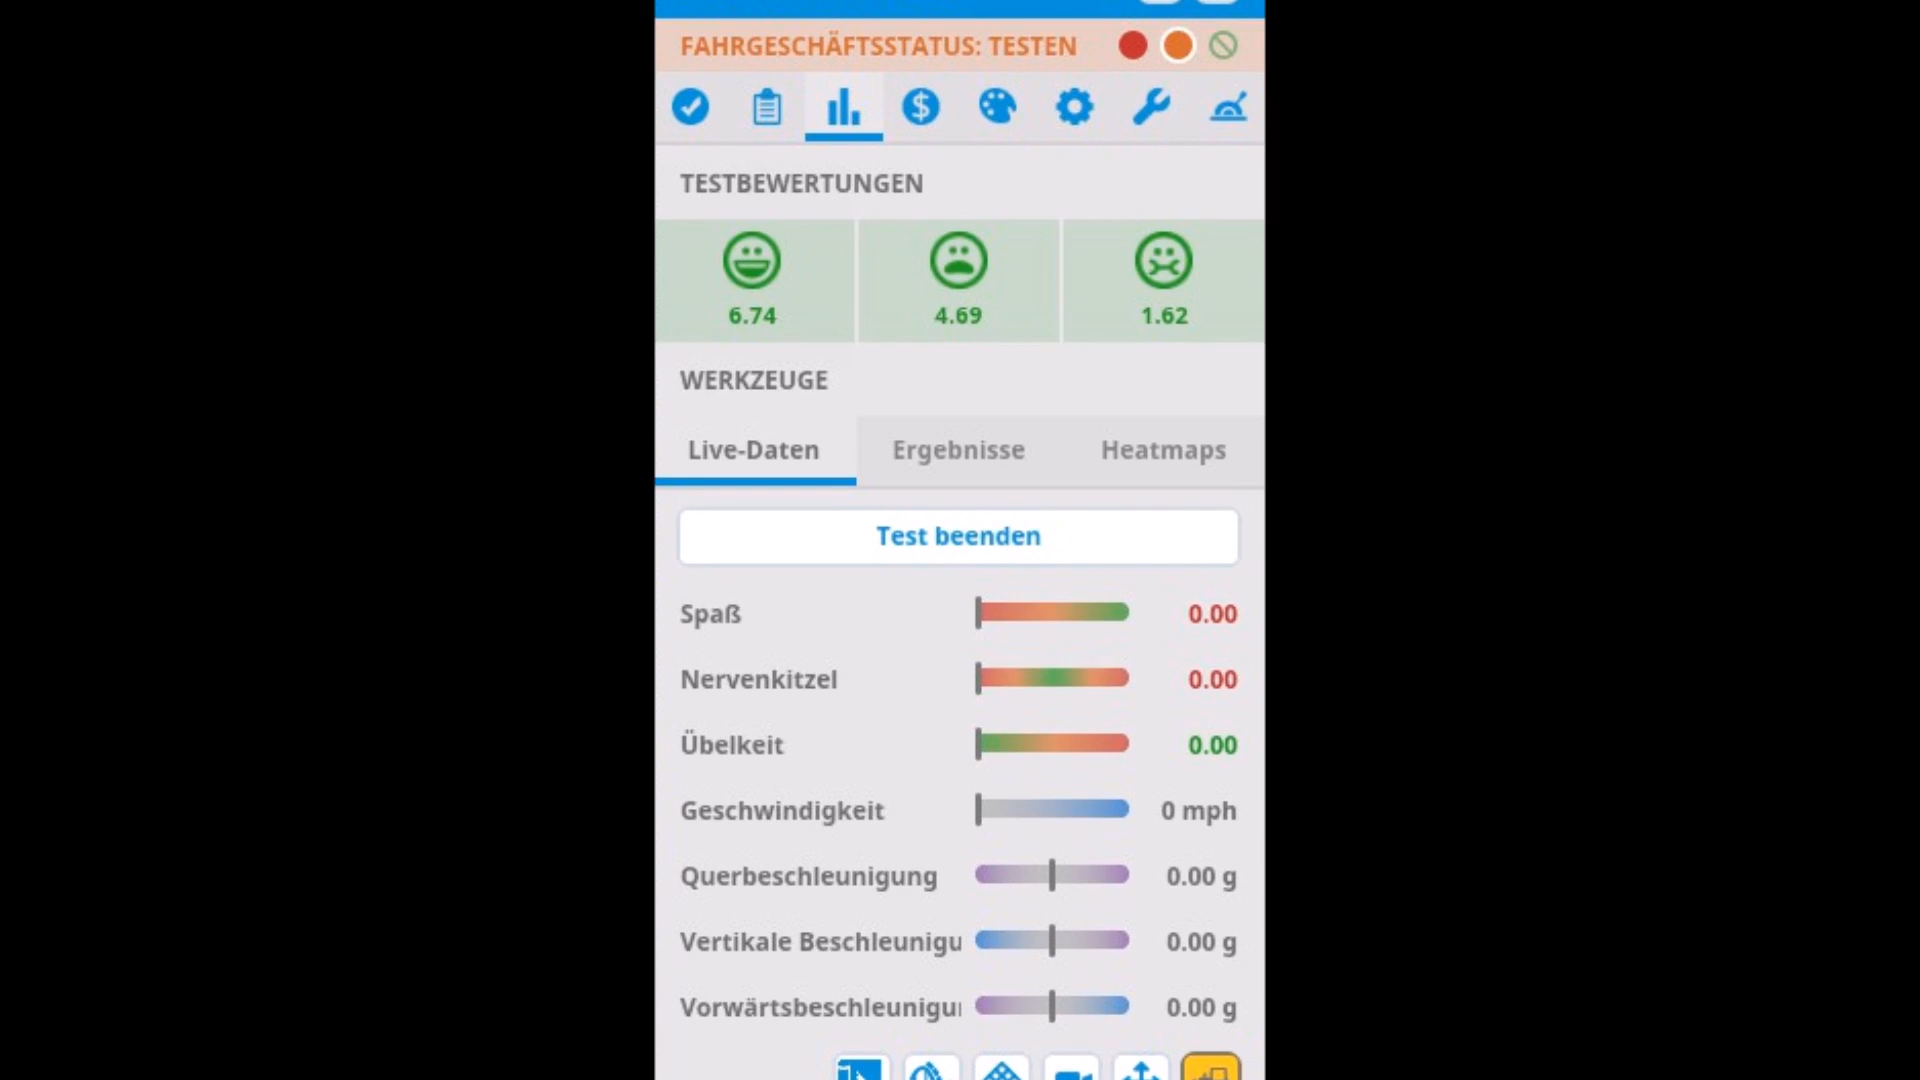 FAHRGESCHÄFTSSTATUS: TESTEN
TESTBEWERTUNGEN
6.74 4.69 1.62
WERKZEUGE
Live-Daten Ergebnisse Heatmaps
Test beenden
Spaß 0.00
Nervenkitzel 0.00
Übelkeit 0.00
Geschwindigkeit 0 mph
Querbeschleunigung 0.00 g
Vertikale Beschleunigu 0.00 g
Vorwärtsbeschleunigu 0.00 g